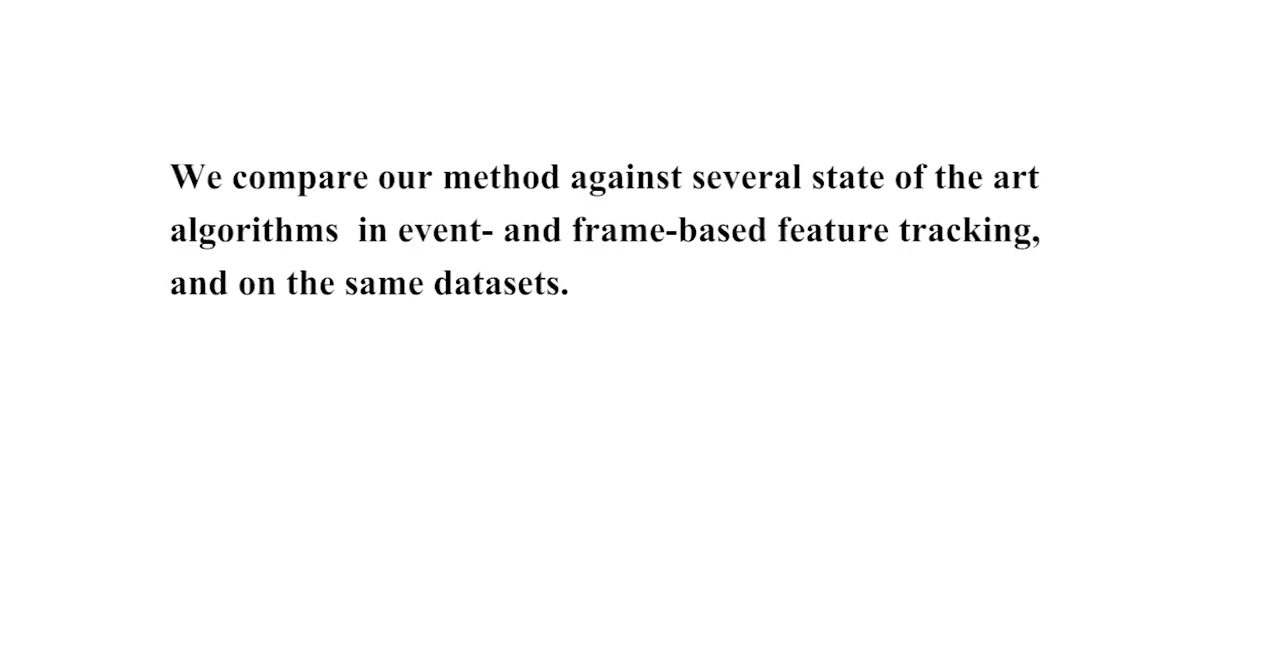 We compare our method against several state of the art
algorithms  in event- and frame-based feature tracking,
and on the same datasets.